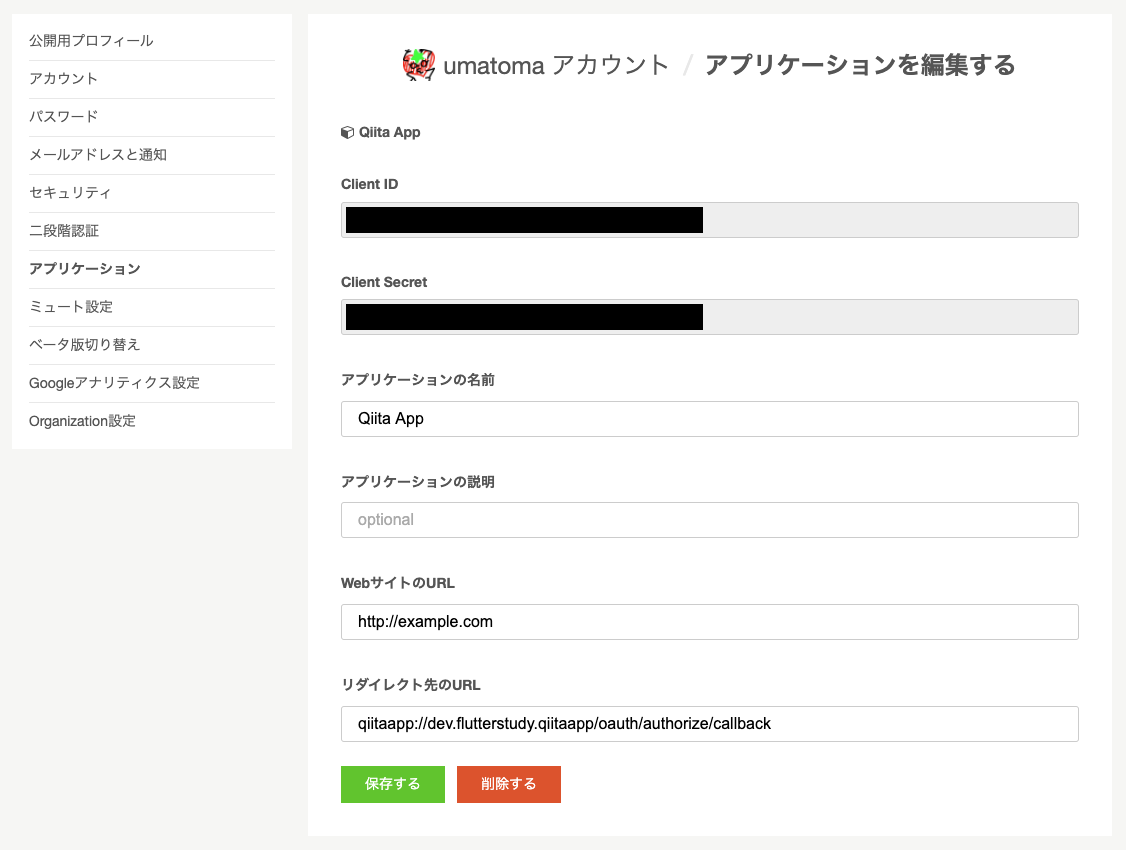 公開用プロフィール
アカウント
パスワード
メールアドレスと通知
セキュリティ
二段階認証
アプリケーション
ミュート設定
ベータ版切り替え
Googleアナリティクス設定
Organization設定
umatoma アカウント / アプリケーションを編集する
Qiita App
Client ID
Client Secret
アプリケーションの名前
Qiita App
アプリケーションの説明
optional
WebサイトのURL
http://example.com
リダイレクト先のURL
qiitaapp://dev.flutterstudy.qiitaapp/oauth/authorize/callback
保存する 削除する